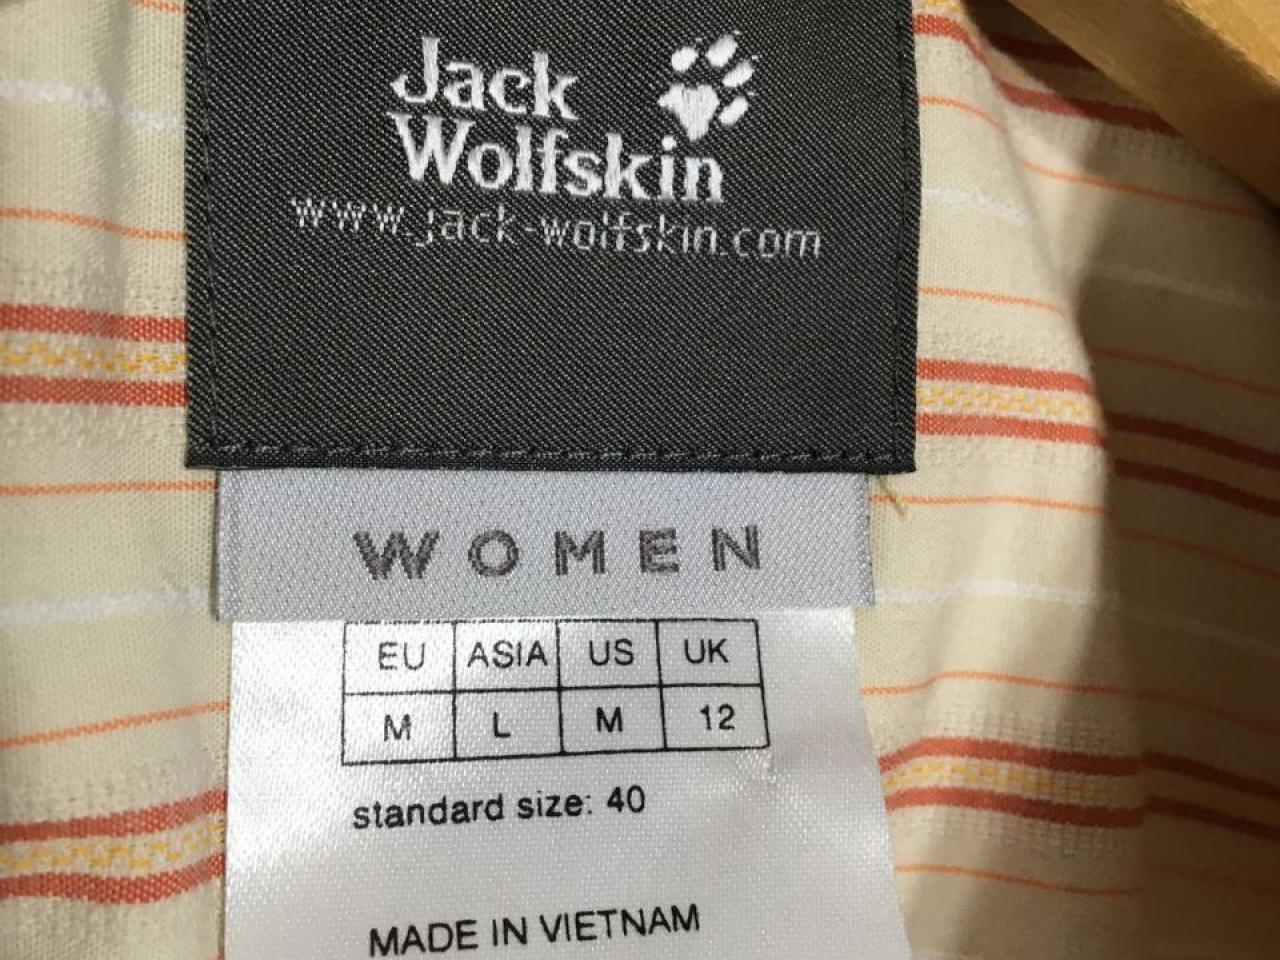 Jack
Wolfskin
www.jack-wolfskin.com
WOMEN
EU ASIA US UK
M L M 12
standard size: 40
MADE IN VIETNAM